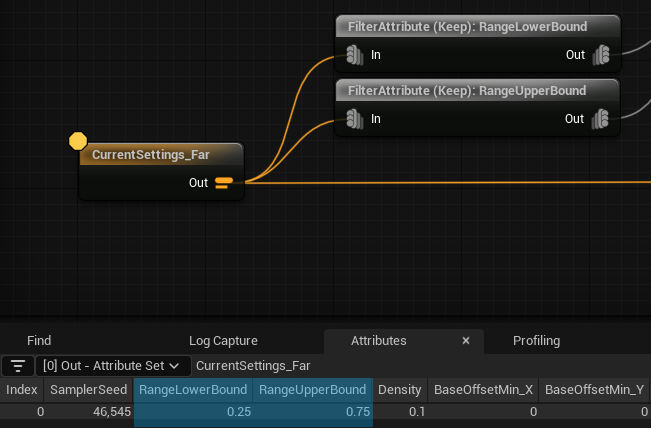 FilterAttribute (Keep): RangeLowerBound
In Out
FilterAttribute (Keep): RangeUpperBound
In Out
CurrentSettings_Far
Out
Find Log Capture Attributes × Profiling
[0] Out - Attribute Set CurrentSettings_Far
Index SamplerSeed RangeLowerBound RangeUpperBound Density BaseOffsetMin_X BaseOffsetMin_Y
0 46,545 0.25 0.75 0.1 0 0